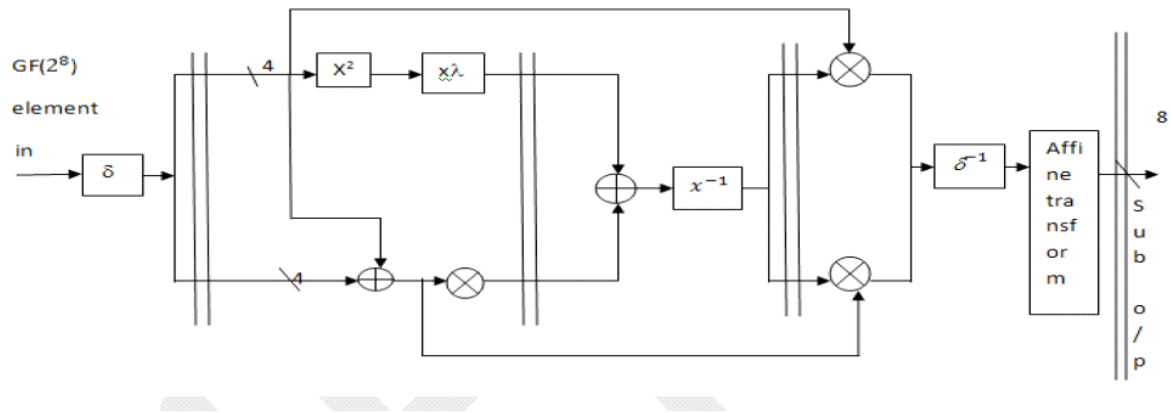 GF(2⁸)
element
in
δ
4
X²
xλ
4
x⁻¹
δ⁻¹
Affi
ne
tra
nsf
or
m
8
S
u
b
o
/
p